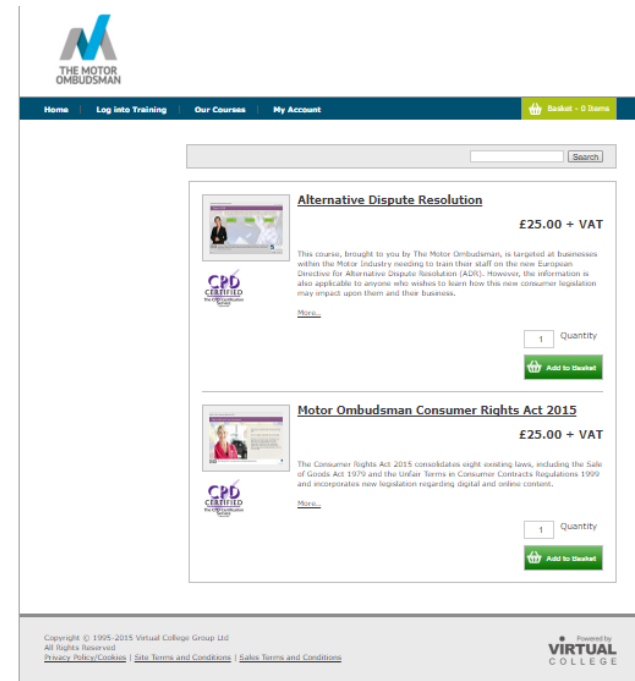 THE MOTOR
OMBUDSMAN
Home | Log into Training | Our Courses | My Account
Basket - 0 Items
Search
Alternative Dispute Resolution
£25.00 + VAT
This course, brought to you by The Motor Ombudsman, is targeted at businesses
within the Motor Industry needing to train their staff on the new European
Directive for Alternative Dispute Resolution (ADR). However, the information is
also applicable to anyone who wishes to learn how this new consumer legislation
may impact upon them and their business.
CPD
CERTIFIED
The CPD Certification
Service
More...
1 Quantity
Add to Basket
Motor Ombudsman Consumer Rights Act 2015
£25.00 + VAT
The Consumer Rights Act 2015 consolidates eight existing laws, including the Sale
of Goods Act 1979 and the Unfair Terms in Consumer Contracts Regulations 1999
and incorporates new legislation regarding digital and online content.
CPD
CERTIFIED
The CPD Certification
Service
More...
1 Quantity
Add to Basket
Copyright © 1995-2015 Virtual College Group Ltd
All Rights Reserved
Privacy Policy/Cookies | Site Terms and Conditions | Sales Terms and Conditions
Powered by
VIRTUAL
COLLEGE